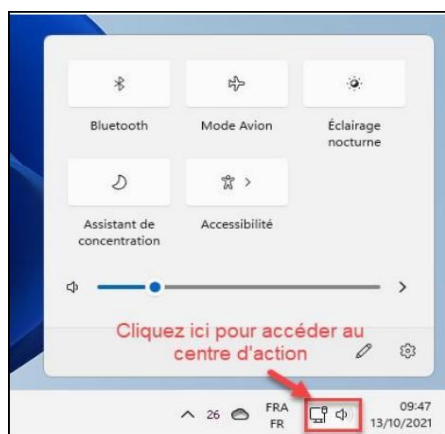 Bluetooth
Mode Avion
Éclairage
nocturne
Assistant de
concentration
Accessibilité
Cliquez ici pour accéder au
centre d'action
26
FRA
FR
09:47
13/10/2021